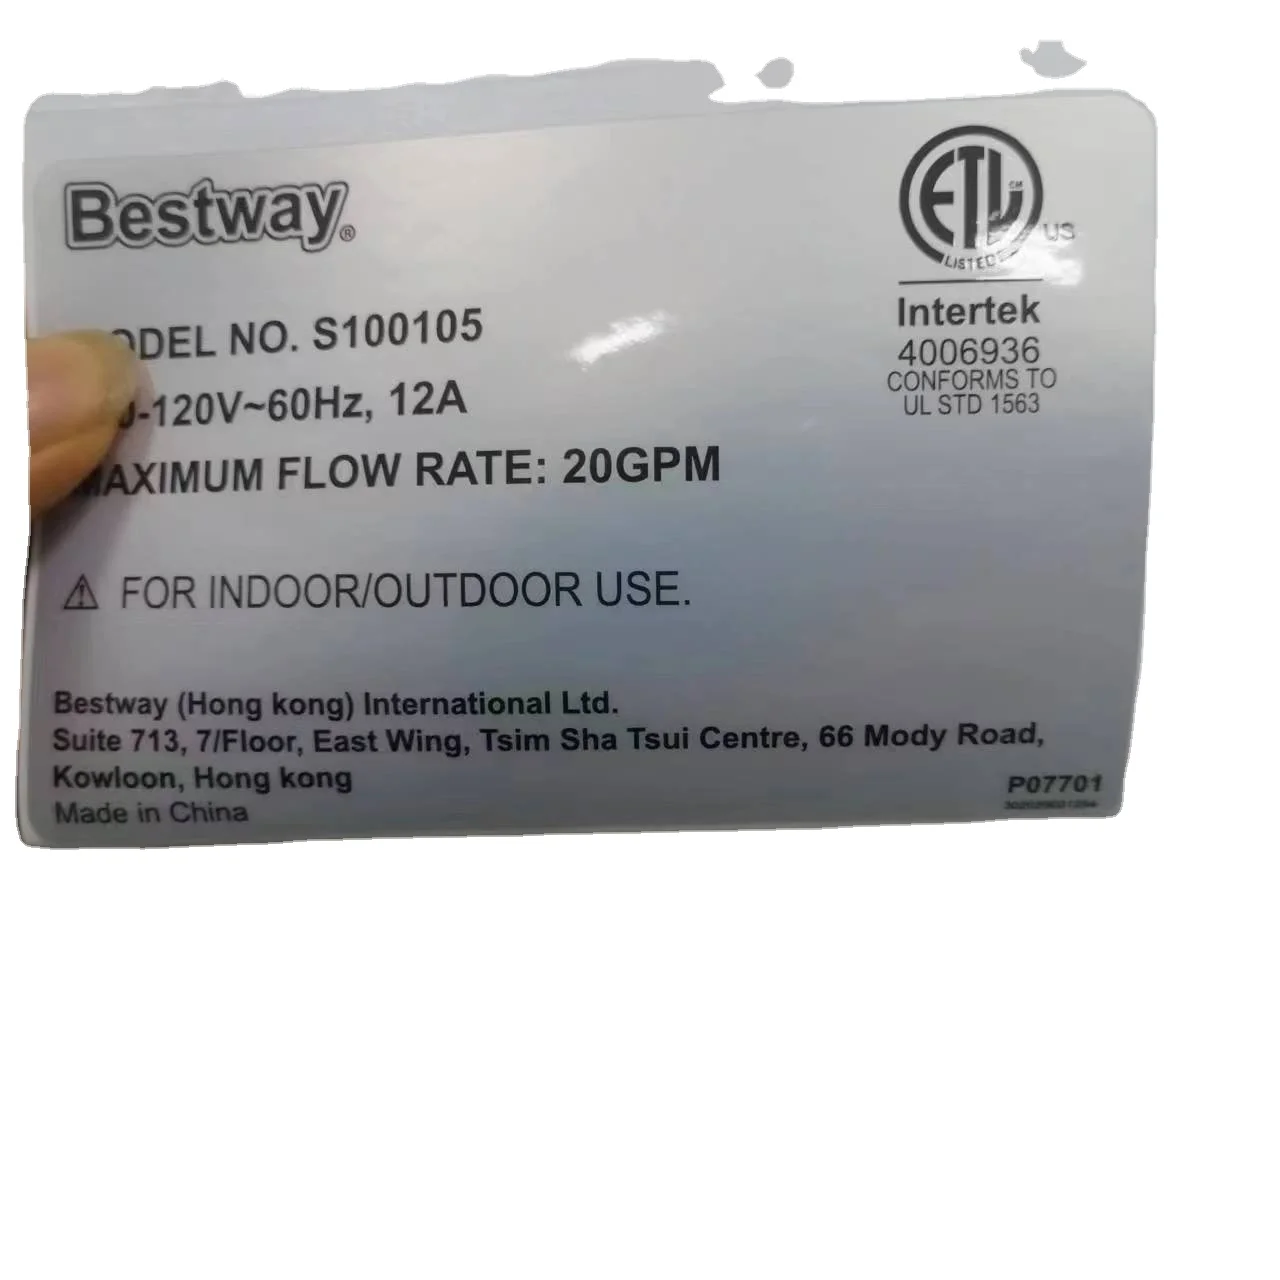 Bestway®
ETL CM
LISTED
US
Intertek
4006936
CONFORMS TO
UL STD 1563
ODEL NO. S100105
-120V~60Hz, 12A
MAXIMUM FLOW RATE: 20GPM
⚠ FOR INDOOR/OUTDOOR USE.
Bestway (Hong kong) International Ltd.
Suite 713, 7/Floor, East Wing, Tsim Sha Tsui Centre, 66 Mody Road,
Kowloon, Hong kong
Made in China
P07701